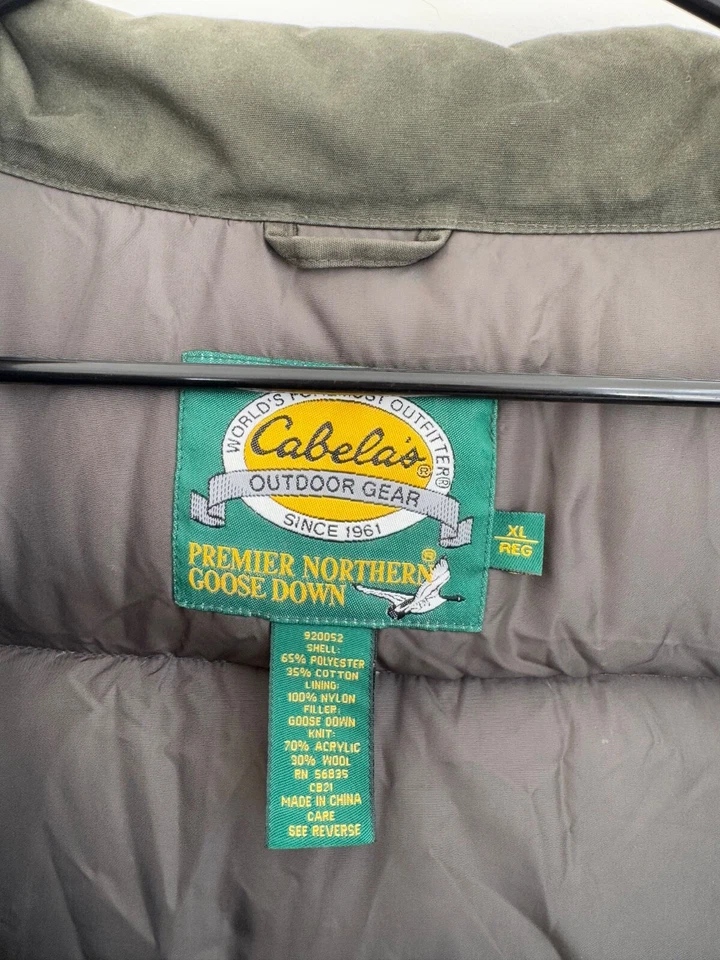 WORLD'S FOREMOST OUTFITTER®
Cabela's®
OUTDOOR GEAR
SINCE 1961
PREMIER NORTHERN®
GOOSE DOWN
XL
REG
920052
SHELL:
65% POLYESTER
35% COTTON
LINING:
100% NYLON
FILLER:
GOOSE DOWN
KNIT:
70% ACRYLIC
30% WOOL
RN 56835
CB21
MADE IN CHINA
CARE
SEE REVERSE